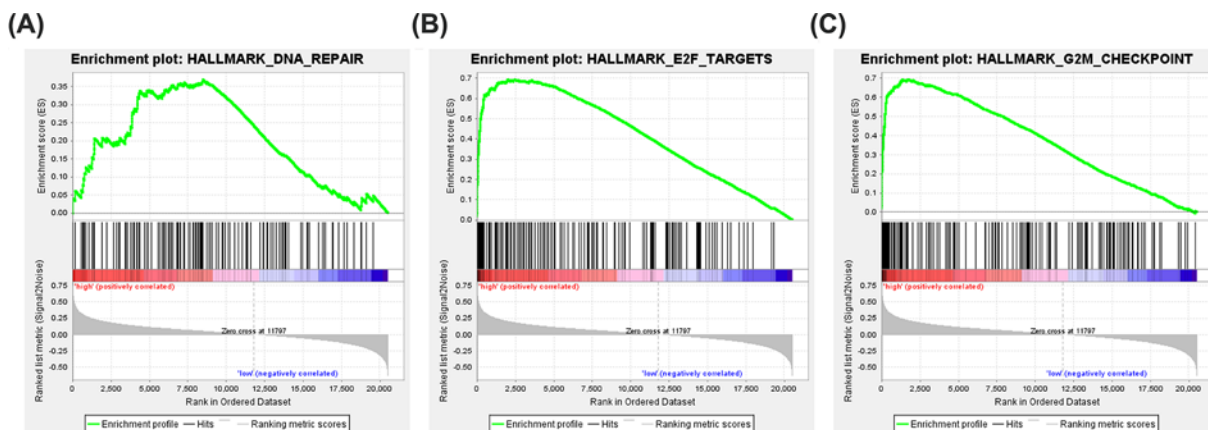 (A)
Enrichment plot: HALLMARK_DNA_REPAIR
Enrichment score (ES)
0.35
0.30
0.25
0.20
0.15
0.10
0.05
0.00
'high' (positively correlated)
Ranked list metric (Signal2Noise)
0.75
0.50
0.25
0.00
-0.25
-0.50
Zero cross at 11797
'low' (negatively correlated)
0 2,500 5,000 7,500 10,000 12,500 15,000 17,500 20,000
Rank in Ordered Dataset
Enrichment profile Hits Ranking metric scores
(B)
Enrichment plot: HALLMARK_E2F_TARGETS
Enrichment score (ES)
0.7
0.6
0.5
0.4
0.3
0.2
0.1
0.0
'high' (positively correlated)
Ranked list metric (Signal2Noise)
0.75
0.50
0.25
0.00
-0.25
-0.50
Zero cross at 11797
'low' (negatively correlated)
0 2,500 5,000 7,500 10,000 12,500 15,000 17,500 20,000
Rank in Ordered Dataset
Enrichment profile Hits Ranking metric scores
(C)
Enrichment plot: HALLMARK_G2M_CHECKPOINT
Enrichment score (ES)
0.7
0.6
0.5
0.4
0.3
0.2
0.1
0.0
'high' (positively correlated)
Ranked list metric (Signal2Noise)
0.75
0.50
0.25
0.00
-0.25
-0.50
Zero cross at 11797
'low' (negatively correlated)
0 2,500 5,000 7,500 10,000 12,500 15,000 17,500 20,000
Rank in Ordered Dataset
Enrichment profile Hits Ranking metric scores